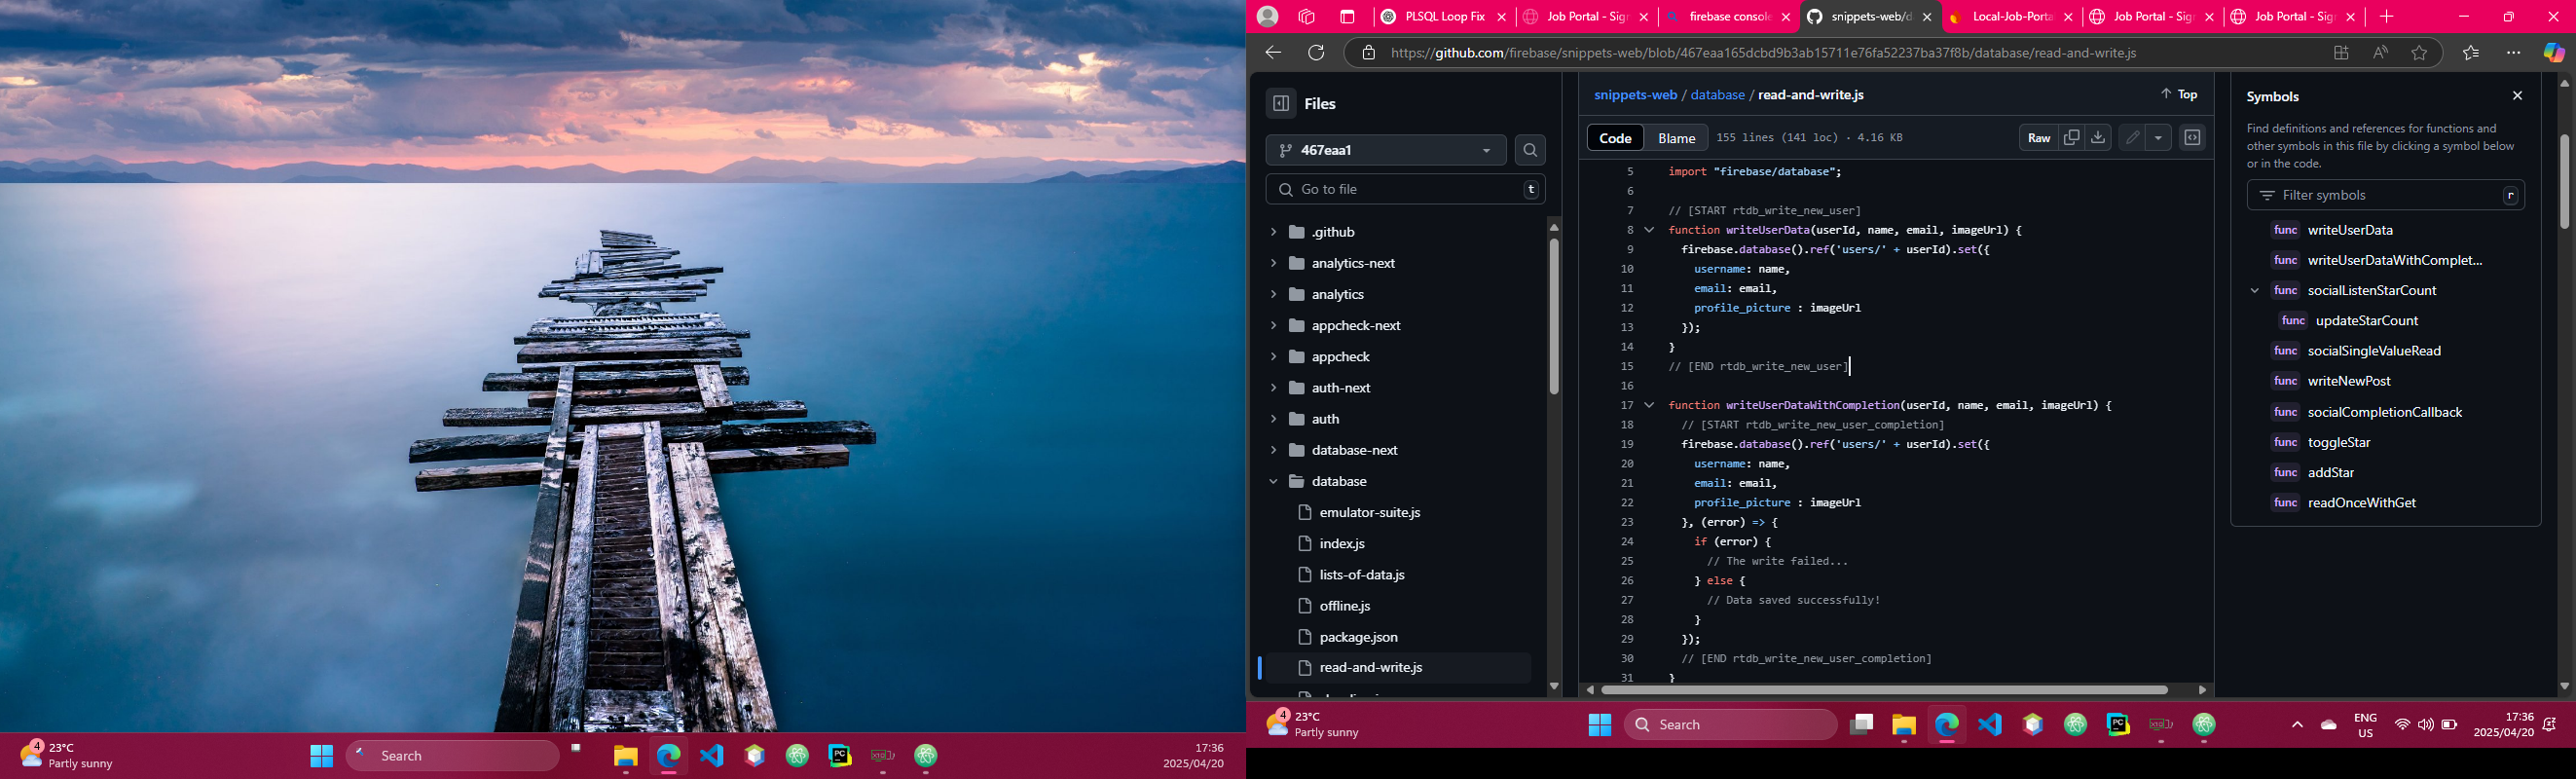 4
23°C
Partly sunny
Search
17:36
2025/04/20
PLSQL Loop Fix
Job Portal - Sig
firebase console
snippets-web/d
Local-Job-Porta
Job Portal - Sig
Job Portal - Sig
https://github.com/firebase/snippets-web/blob/467eaa165dcbd9b3ab15711e76fa52237ba37f8b/database/read-and-write.js
Files
467eaa1
Go to file
t
.github
analytics-next
analytics
appcheck-next
appcheck
auth-next
auth
database-next
database
emulator-suite.js
index.js
lists-of-data.js
offline.js
package.json
read-and-write.js
snippets-web / database / read-and-write.js
Top
Code Blame 155 lines (141 loc) · 4.16 KB
Raw
5 import "firebase/database";
6
7 // [START rtdb_write_new_user]
8 function writeUserData(userId, name, email, imageUrl) {
9 firebase.database().ref('users/' + userId).set({
10 username: name,
11 email: email,
12 profile_picture : imageUrl
13 });
14 }
15 // [END rtdb_write_new_user]
16
17 function writeUserDataWithCompletion(userId, name, email, imageUrl) {
18 // [START rtdb_write_new_user_completion]
19 firebase.database().ref('users/' + userId).set({
20 username: name,
21 email: email,
22 profile_picture : imageUrl
23 }, (error) => {
24 if (error) {
25 // The write failed...
26 } else {
27 // Data saved successfully!
28 }
29 });
30 // [END rtdb_write_new_user_completion]
31 }
Symbols
Find definitions and references for functions and
other symbols in this file by clicking a symbol below
or in the code.
Filter symbols
r
func writeUserData
func writeUserDataWithComplet...
func socialListenStarCount
func updateStarCount
func socialSingleValueRead
func writeNewPost
func socialCompletionCallback
func toggleStar
func addStar
func readOnceWithGet
4
23°C
Partly sunny
Search
PC
ENG
US
17:36
2025/04/20